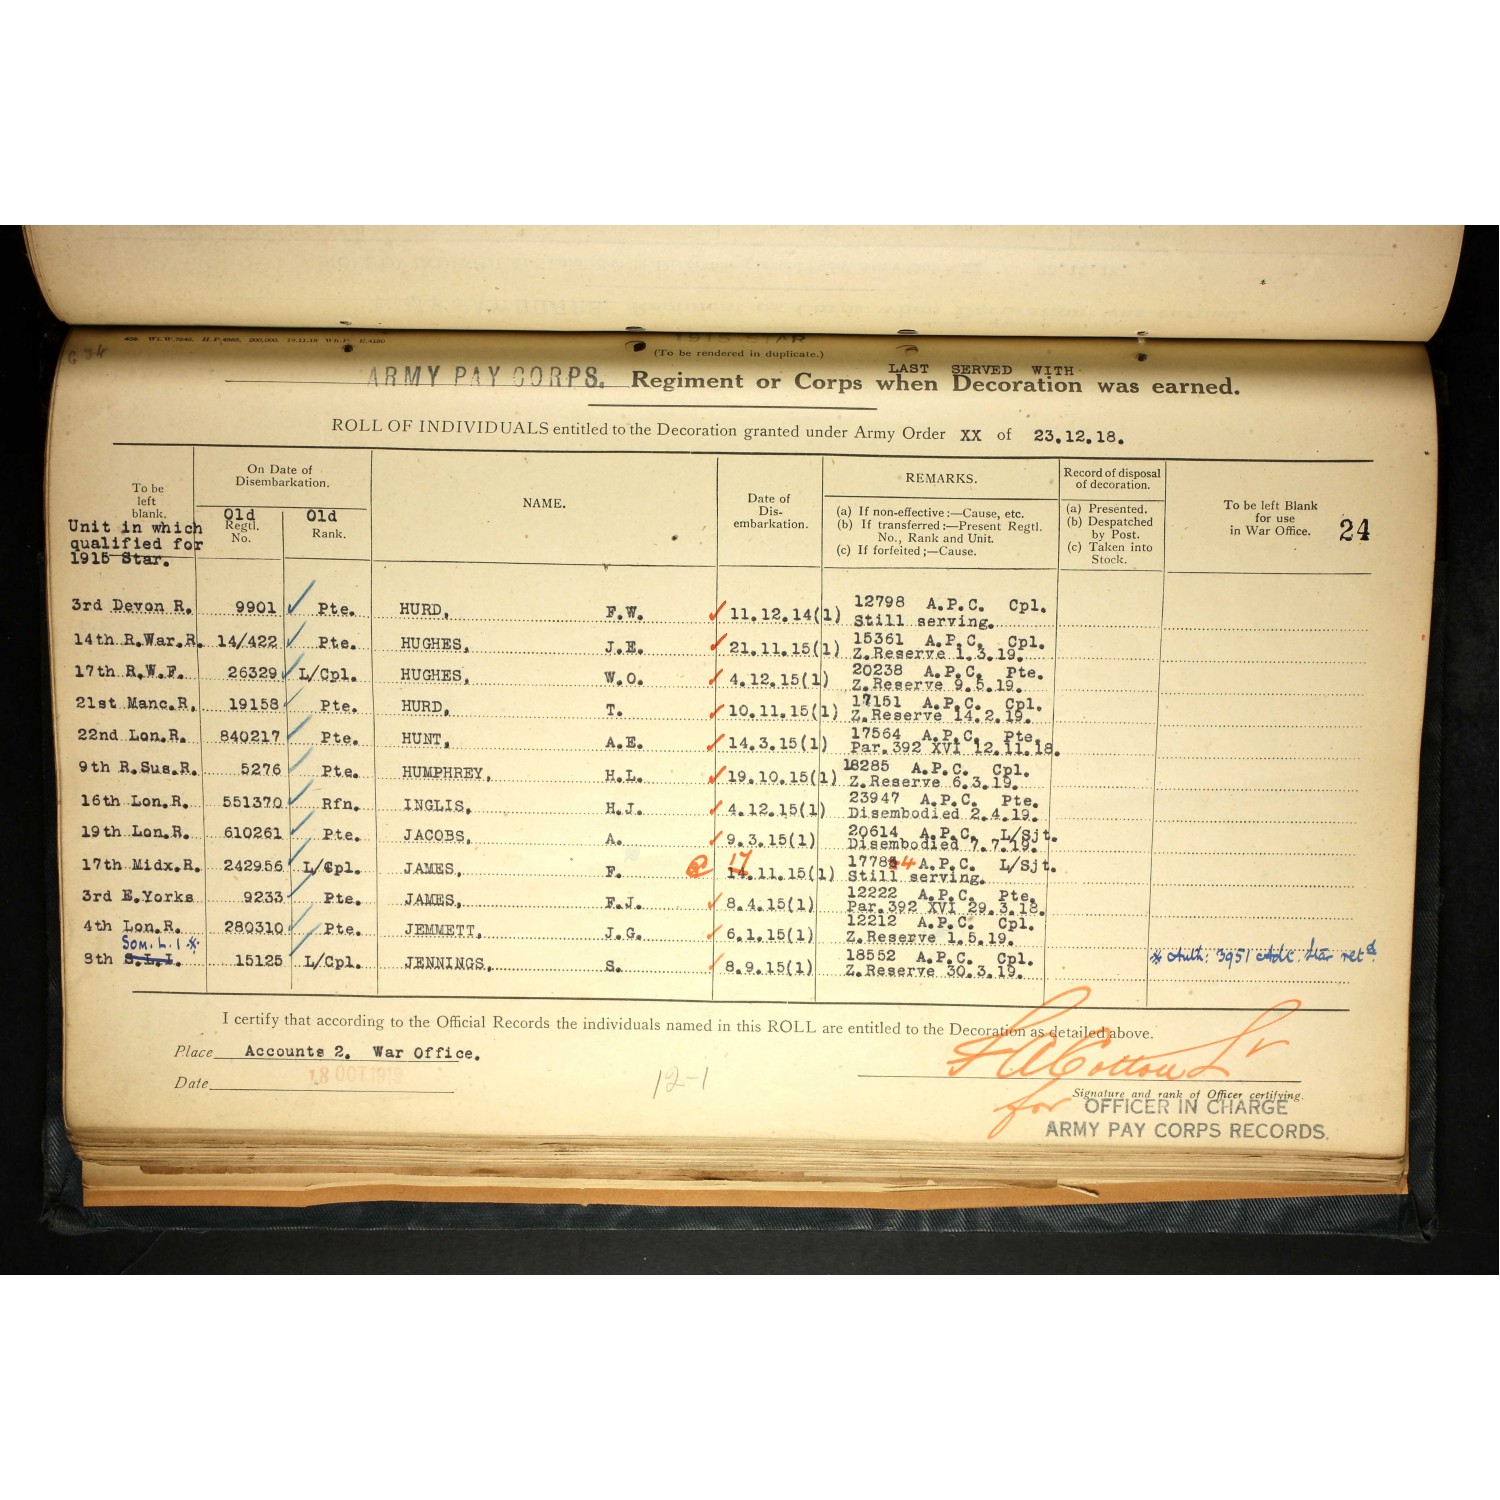 1915 STAR
(To be rendered in duplicate.)
LAST SERVED WITH
ARMY PAY CORPS. Regiment or Corps when Decoration was earned.
ROLL OF INDIVIDUALS entitled to the Decoration granted under Army Order XX of 23.12.18.
To be left blank. On Date of Disembarkation. NAME. Date of Dis-embarkation. REMARKS. Record of disposal of decoration. To be left Blank for use in War Office. 24
Unit in which qualified for 1915 Star. Old Regtl. No. Old Rank.
(a) If non-effective:—Cause, etc. (a) Presented.
(b) If transferred:—Present Regtl. No., Rank and Unit. (b) Despatched by Post.
(c) If forfeited;—Cause. (c) Taken into Stock.
3rd Devon R. 9901 Pte. HURD, F.W. 11.12.14(1) 12798 A.P.C. Cpl.
Still serving.
14th R.War.R. 14/422 Pte. HUGHES, J.E. 21.11.15(1) 15361 A.P.C. Cpl.
Z.Reserve 1.3.19.
17th R.W.F. 26329 L/Cpl. HUGHES, W.O. 4.12.15(1) 20238 A.P.C. Pte.
Z.Reserve 9.5.19.
21st Manc.R. 19158 Pte. HURD, T. 10.11.15(1) 17151 A.P.C. Cpl.
Z.Reserve 14.2.19.
22nd Lon.R. 840217 Pte. HUNT, A.E. 14.3.15(1) 17564 A.P.C. Pte.
Par.392 XVI 12.11.18.
9th R.Sus.R. 5276 Pte. HUMPHREY, H.L. 19.10.15(1) 18285 A.P.C. Cpl.
Z.Reserve 6.3.19.
16th Lon.R. 551370 Rfn. INGLIS, H.J. 4.12.15(1) 23947 A.P.C. Pte.
Disembodied 2.4.19.
19th Lon.R. 610261 Pte. JACOBS, A. 9.3.15(1) 20614 A.P.C. L/Sjt.
Disembodied 7.7.19.
17th Midx.R. 242956 L/Cpl. JAMES, F. 17 14.11.15(1) 17784 A.P.C. L/Sjt.
Still serving.
3rd E.Yorks 9233 Pte. JAMES, F.J. 8.4.15(1) 12222 A.P.C. Pte.
Par.392 XVI 29.3.18.
4th Lon.R. 280310 Pte. JEMMETT, J.G. 6.1.15(1) 12212 A.P.C. Cpl.
Z.Reserve 1.5.19.
Som. L. I *
8th S.L.I. 15125 L/Cpl. JENNINGS, S. 8.9.15(1) 18552 A.P.C. Cpl. * Auth: 3951 Adt. Star retd.
Z.Reserve 30.3.19.
I certify that according to the Official Records the individuals named in this ROLL are entitled to the Decoration as detailed above.
Place Accounts 2. War Office.
Date 18 OCT 1919
12-1
Signature and rank of Officer certifying.
for OFFICER IN CHARGE
ARMY PAY CORPS RECORDS.